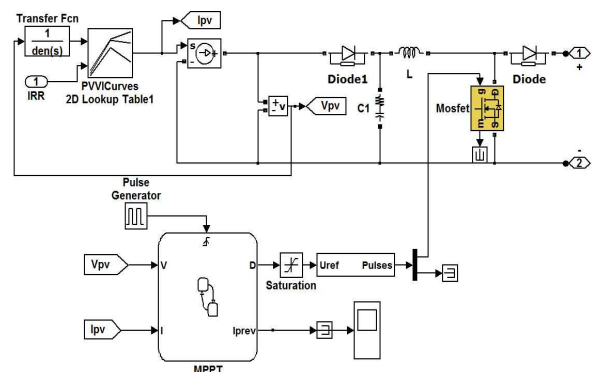 Transfer Fcn
1
den(s)
1
IRR
PVVICurves
2D Lookup Table1
Ipv
s
-
+
-
v
Vpv
Diode1
C1
L
Diode
Mosfet
g
D
m
S
1
+
-
2
Pulse
Generator
Vpv
Ipv
V
I
D
Iprev
MPPT
Saturation
Uref
Pulses